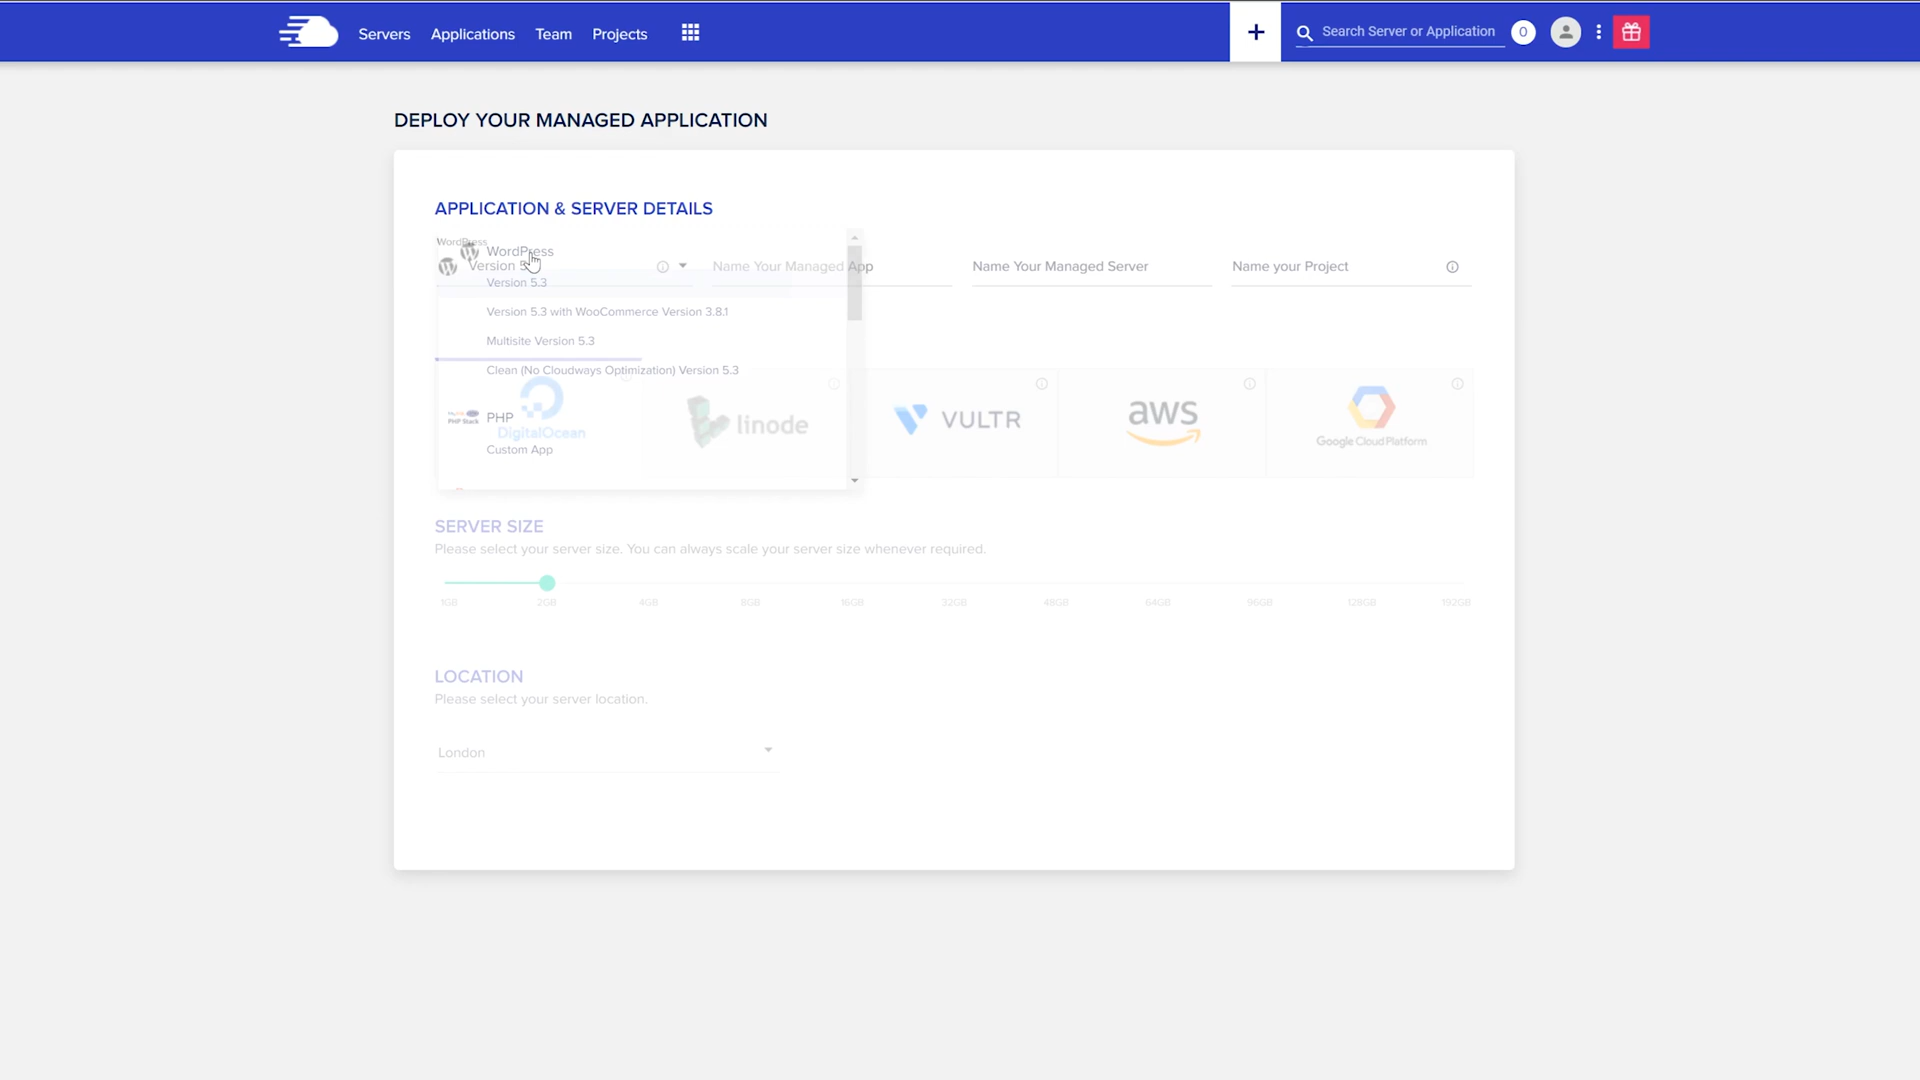 Servers Applications Team Projects
Search Server or Application 0
DEPLOY YOUR MANAGED APPLICATION
APPLICATION & SERVER DETAILS
WordPress
WordPress
Version 5.3
Name Your Managed App
Name Your Managed Server
Name your Project
Version 5.3
Version 5.3 with WooCommerce Version 3.8.1
Multisite Version 5.3
Clean (No Cloudways Optimization) Version 5.3
PHP
PHP Stack
Custom App
DigitalOcean
linode
VULTR
aws
Google Cloud Platform
SERVER SIZE
Please select your server size. You can always scale your server size whenever required.
1GB 2GB 4GB 8GB 16GB 32GB 48GB 64GB 96GB 128GB 192GB
LOCATION
Please select your server location.
London